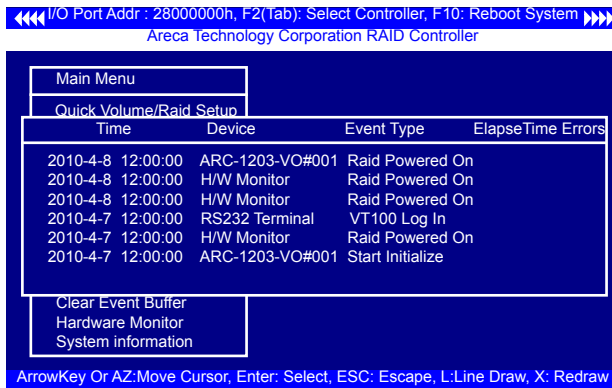 I/O Port Addr : 28000000h, F2(Tab): Select Controller, F10: Reboot System
Areca Technology Corporation RAID Controller
Main Menu
Quick Volume/Raid Setup
Time Device Event Type ElapseTime Errors
2010-4-8 12:00:00 ARC-1203-VO#001 Raid Powered On
2010-4-8 12:00:00 H/W Monitor Raid Powered On
2010-4-8 12:00:00 H/W Monitor Raid Powered On
2010-4-7 12:00:00 RS232 Terminal VT100 Log In
2010-4-7 12:00:00 H/W Monitor Raid Powered On
2010-4-7 12:00:00 ARC-1203-VO#001 Start Initialize
Clear Event Buffer
Hardware Monitor
System information
ArrowKey Or AZ:Move Cursor, Enter: Select, ESC: Escape, L:Line Draw, X: Redraw